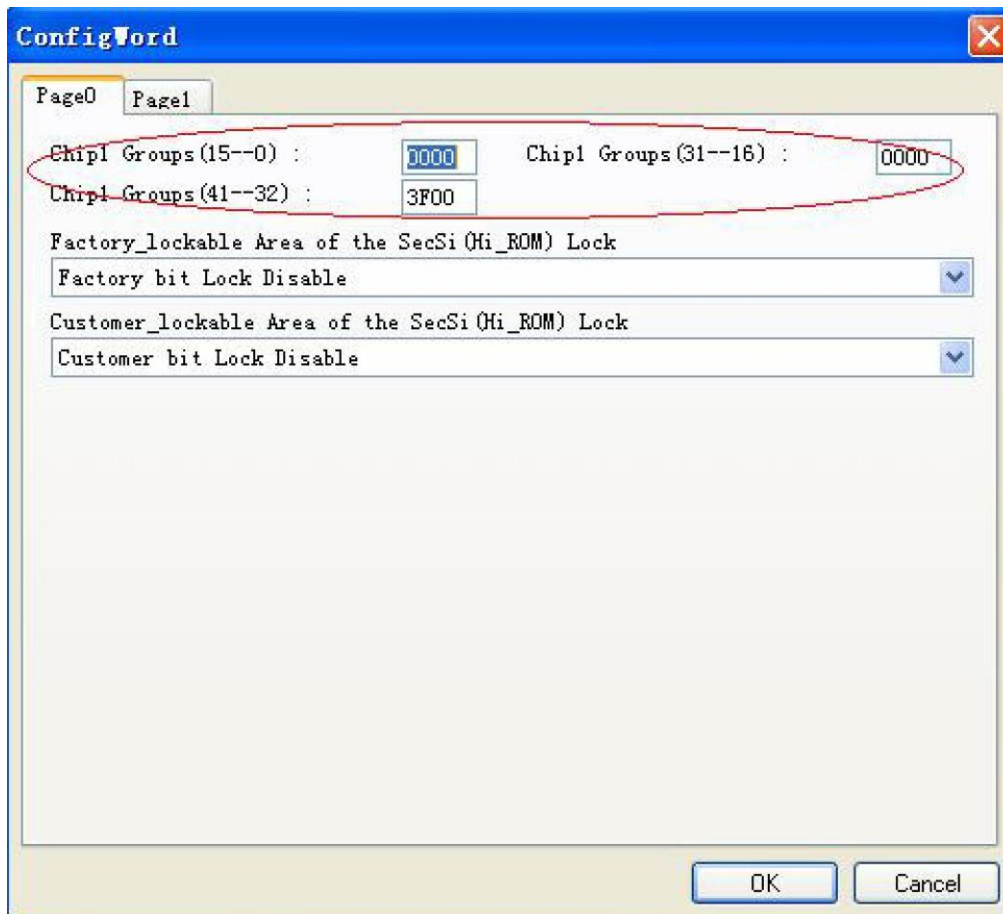 ConfigWord
Page0 Page1
Chip1 Groups(15--0) : 0000 Chip1 Groups(31--16) : 0000
Chip1 Groups(41--32) : 3F00
Factory_lockable Area of the SecSi(Hi_ROM) Lock
Factory bit Lock Disable
Customer_lockable Area of the SecSi(Hi_ROM) Lock
Customer bit Lock Disable
OK Cancel